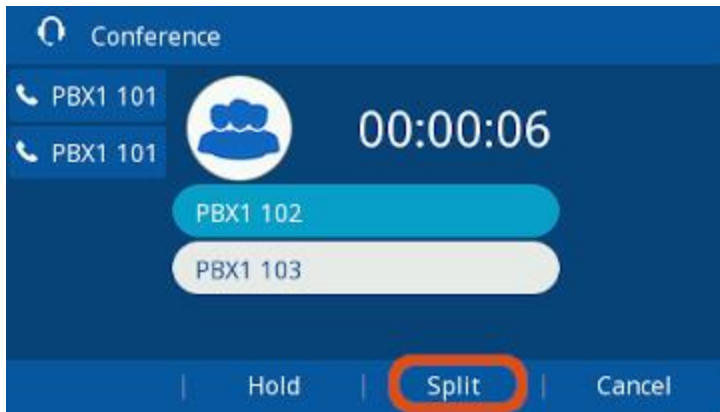 Conference
PBX1 101
PBX1 101
00:00:06
PBX1 102
PBX1 103
Hold
Split
Cancel